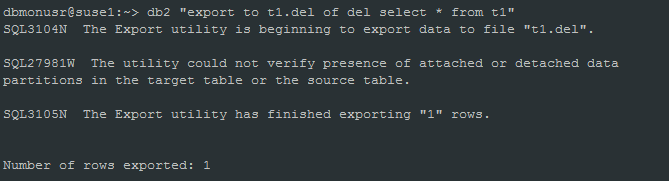 dbmonusr@suse1:~> db2 "export to t1.del of del select * from t1"
SQL3104N  The Export utility is beginning to export data to file "t1.del".
SQL27981W  The utility could not verify presence of attached or detached data
partitions in the target table or the source table.
SQL3105N  The Export utility has finished exporting "1" rows.
Number of rows exported: 1